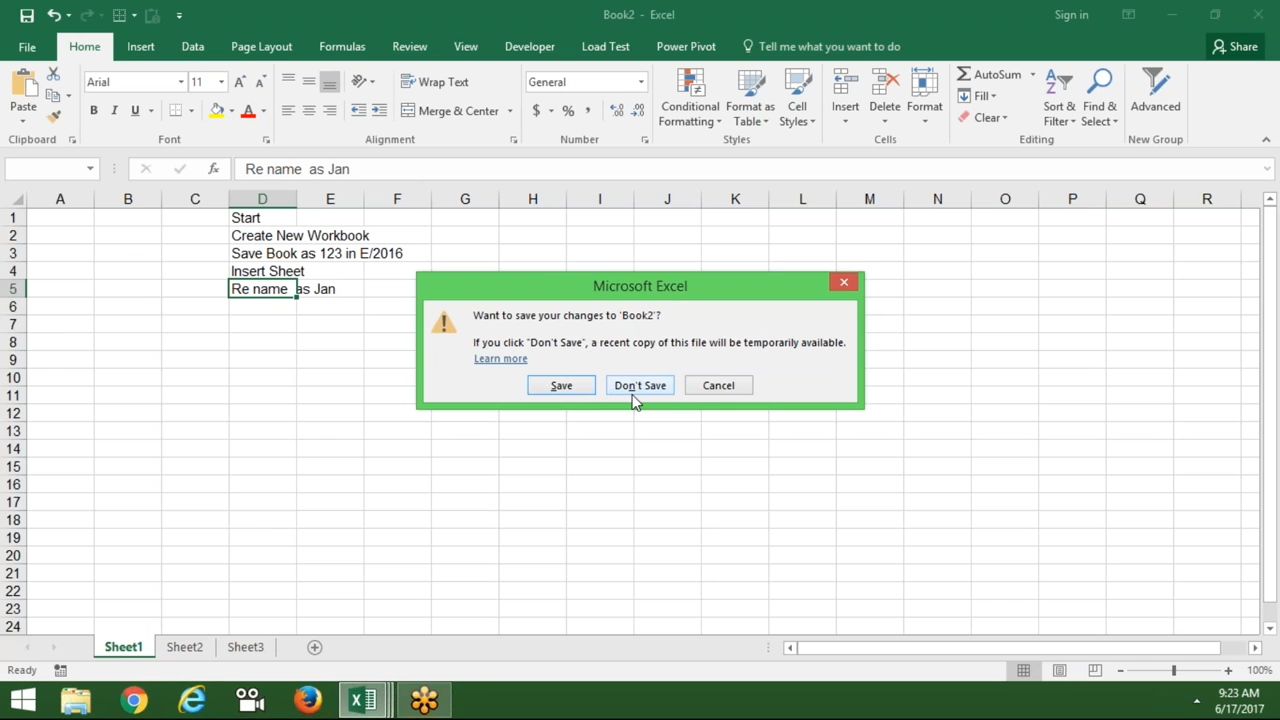 Book2 - Excel
Sign in
File Home Insert Data Page Layout Formulas Review View Developer Load Test Power Pivot Tell me what you want to do Share
Paste
Clipboard
Arial 11
B I U
A A
Font
Wrap Text
Merge & Center
Alignment
General
$ % ,
Number
Conditional Formatting
Format as Table
Cell Styles
Styles
Insert Delete Format
Cells
AutoSum
Fill
Clear
Sort & Filter
Find & Select
Editing
Advanced
New Group
fx Re name as Jan
A B C D E F G H I J K L M N O P Q R
1 Start
2 Create New Workbook
3 Save Book as 123 in E/2016
4 Insert Sheet
5 Re name as Jan
6
7
8
9
10
11
12
13
14
15
16
17
18
19
20
21
22
23
24
Microsoft Excel
Want to save your changes to 'Book2'?
If you click "Don't Save", a recent copy of this file will be temporarily available.
Learn more
Save Don't Save Cancel
Sheet1 Sheet2 Sheet3
Ready
100%
9:23 AM
6/17/2017